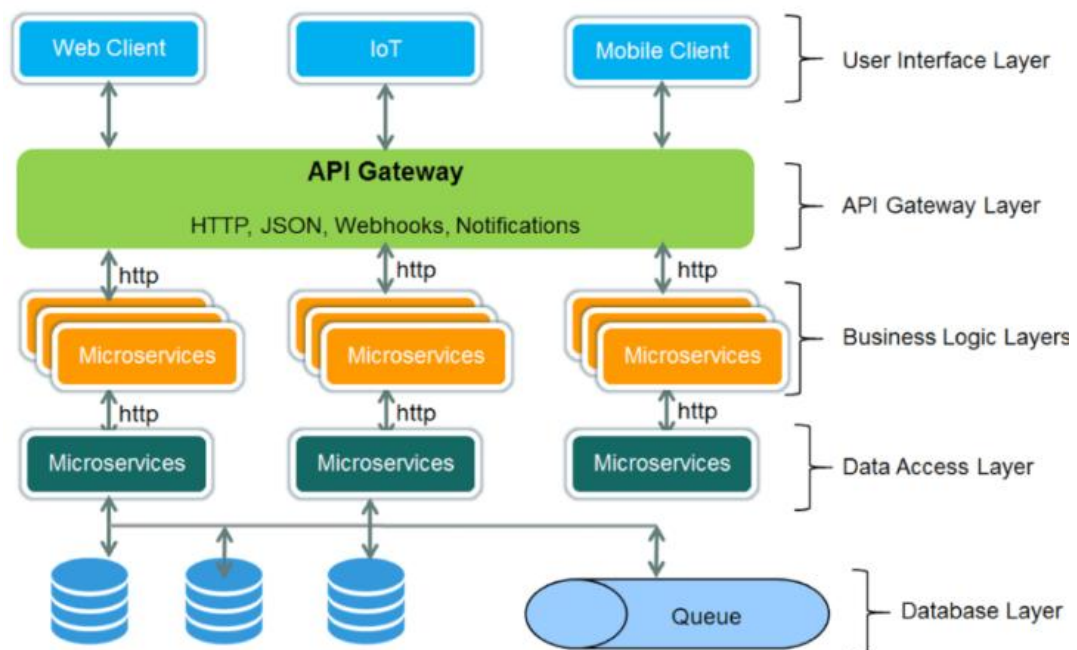 Web Client
IoT
Mobile Client
User Interface Layer
API Gateway
HTTP, JSON, Webhooks, Notifications
API Gateway Layer
http
http
http
Microservices
Microservices
Microservices
Business Logic Layers
http
http
http
Microservices
Microservices
Microservices
Data Access Layer
Queue
Database Layer